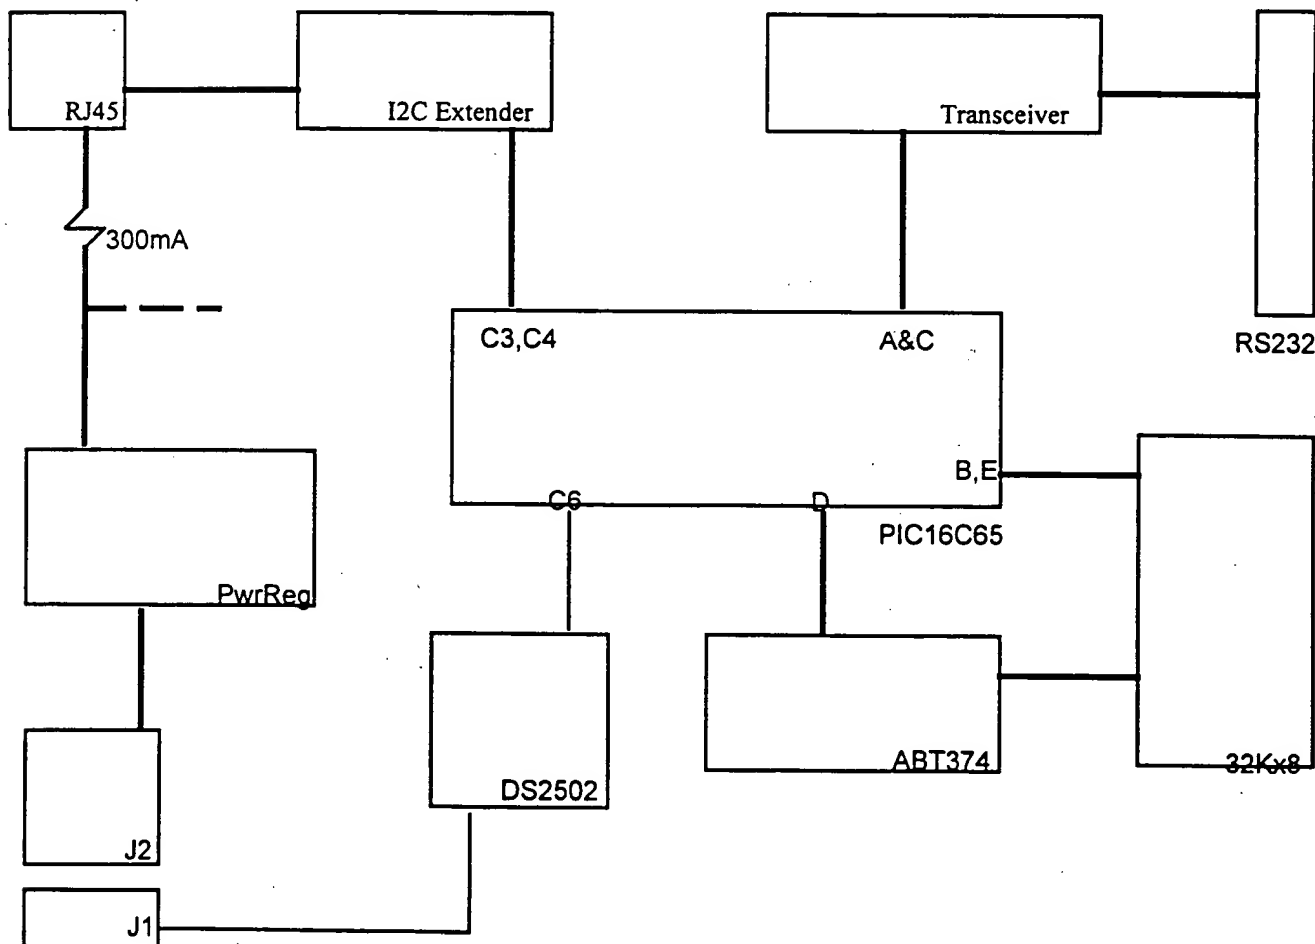 RJ45
I2C Extender
Transceiver
300mA
C3,C4
A&C
RS232
B,E
C6
D
PIC16C65
PwrReg
ABT374
32Kx8
DS2502
J2
J1